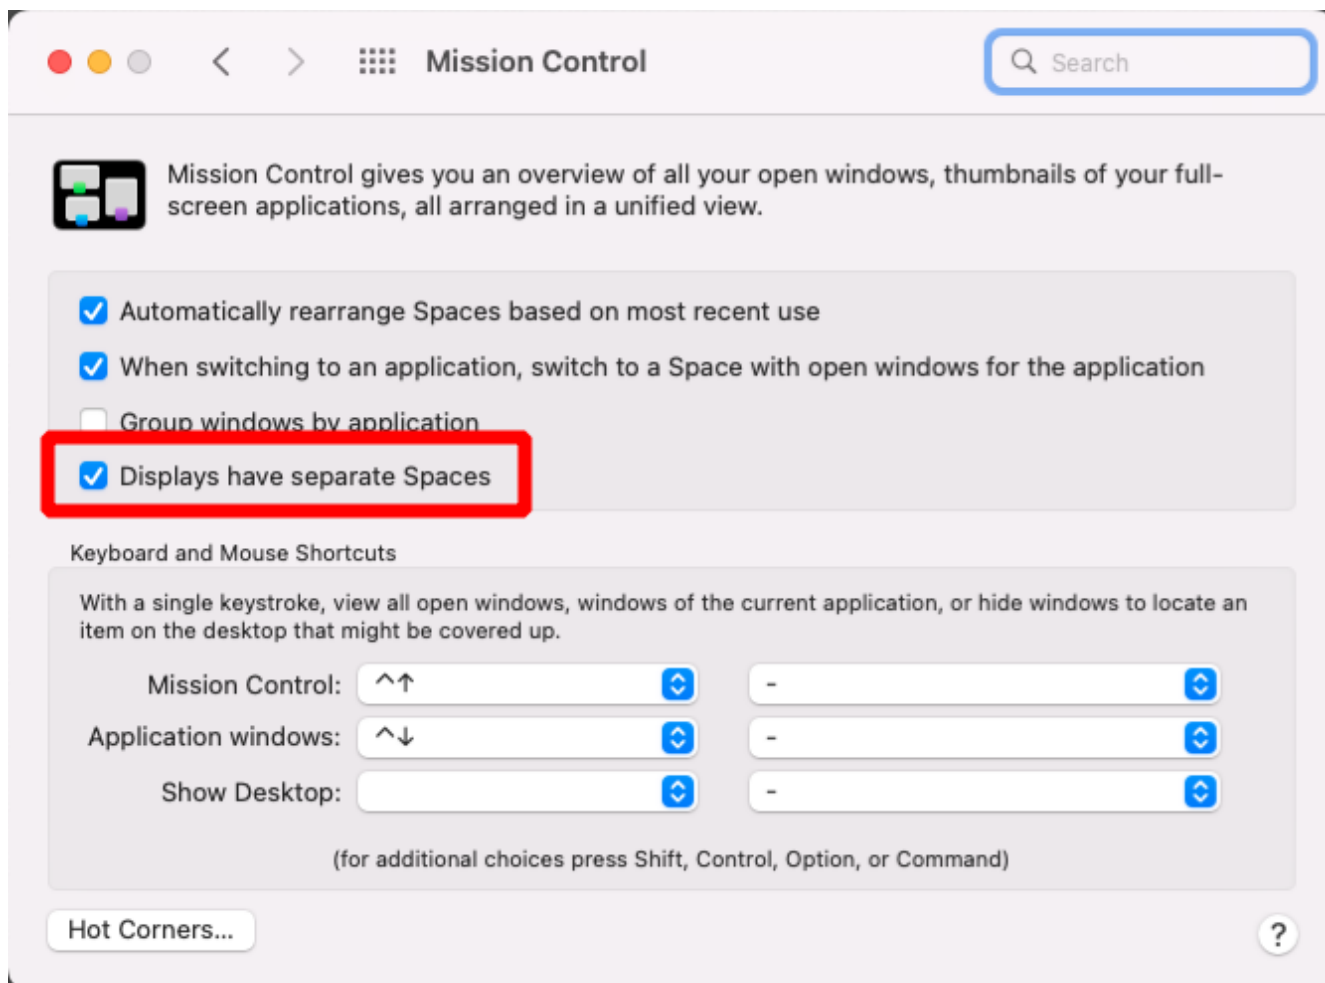 Mission Control
Search
Mission Control gives you an overview of all your open windows, thumbnails of your full-
screen applications, all arranged in a unified view.
Automatically rearrange Spaces based on most recent use
When switching to an application, switch to a Space with open windows for the application
Group windows by application
Displays have separate Spaces
Keyboard and Mouse Shortcuts
With a single keystroke, view all open windows, windows of the current application, or hide windows to locate an
item on the desktop that might be covered up.
Mission Control: ^↑ -
Application windows: ^↓ -
Show Desktop: -
(for additional choices press Shift, Control, Option, or Command)
Hot Corners... ?